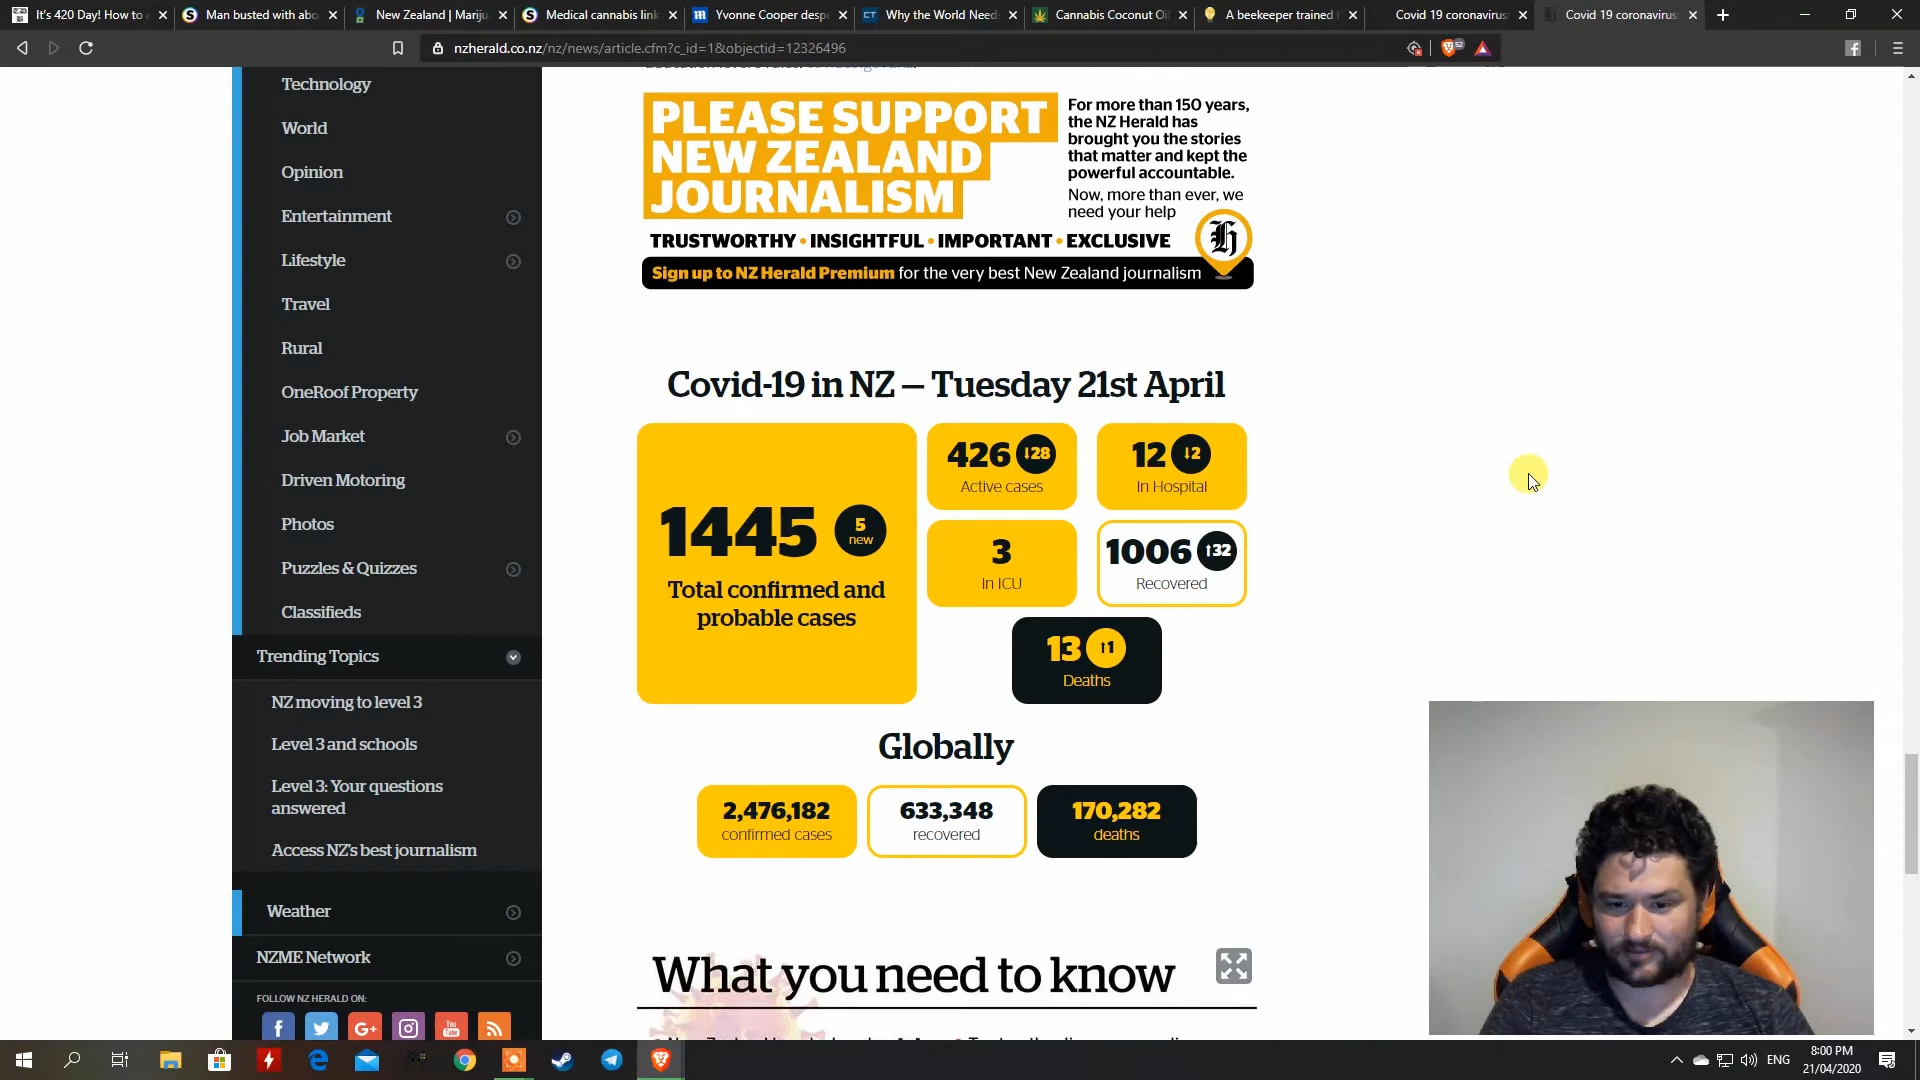 It's 420 Day! How to
Man busted with abo
New Zealand | Mariju
Medical cannabis link
Yvonne Cooper desp
Why the World Need
Cannabis Coconut Oi
A beekeeper trained
Covid 19 coronavirus
Covid 19 coronavirus
nzherald.co.nz/nz/news/article.cfm?c_id=1&objectid=12326496
Technology
World
Opinion
Entertainment
Lifestyle
Travel
Rural
OneRoof Property
Job Market
Driven Motoring
Photos
Puzzles & Quizzes
Classifieds
Trending Topics
NZ moving to level 3
Level 3 and schools
Level 3: Your questions
answered
Access NZ's best journalism
Weather
NZME Network
FOLLOW NZ HERALD ON:
PLEASE SUPPORT
NEW ZEALAND
JOURNALISM
For more than 150 years,
the NZ Herald has
brought you the stories
that matter and kept the
powerful accountable.
Now, more than ever, we
need your help
TRUSTWORTHY • INSIGHTFUL • IMPORTANT • EXCLUSIVE
Sign up to NZ Herald Premium for the very best New Zealand journalism
Covid-19 in NZ – Tuesday 21st April
1445 5 new
Total confirmed and
probable cases
426 ↓28
Active cases
12 ↓2
In Hospital
3
In ICU
1006 ↑32
Recovered
13 ↑1
Deaths
Globally
2,476,182
confirmed cases
633,348
recovered
170,282
deaths
What you need to know
ENG
8:00 PM
21/04/2020